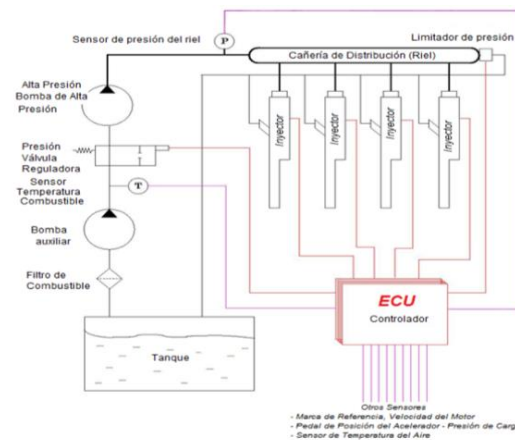 Sensor de presión del riel
P
Limitador de presión
Cañería de Distribución (Riel)
Alta Presión
Bomba de Alta
Presión
Inyector
Inyector
Inyector
Inyector
Presión
Válvula
Reguladora
Sensor
Temperatura
Combustible
T
Bomba
auxiliar
Filtro de
Combustible
ECU
Controlador
Tanque
Otros Sensores
- Marca de Referencia, Velocidad del Motor
- Pedal de Posición del Acelerador - Presión de Carg
- Sensor de Temperatura del Aire